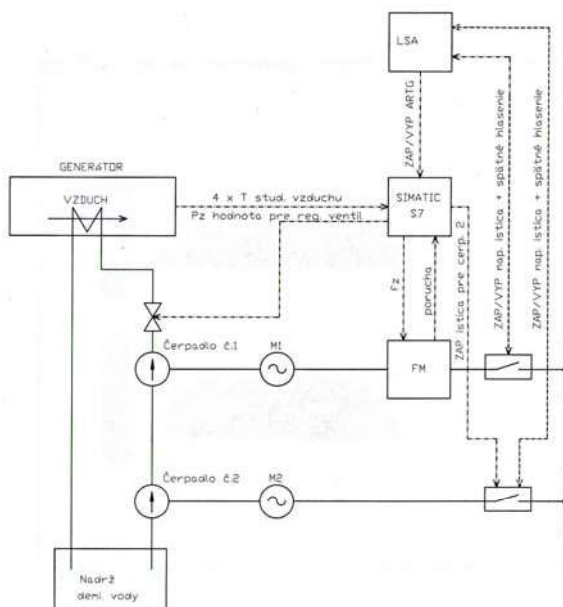 LSA
ZAP/VYP ARTG
ZAP/VYP nap. istica + spätné hlasenie
ZAP/VYP nap. istica + spätné hlasenie
GENERÁTOR
VZDUCH
4 x T stud. vzduchu
Pz hodnota pre reg. ventil
SIMATIC
S7
fz
porucha
ZAP istica pre cerp. 2
Čerpadlo č.1
M1
FM
Čerpadlo č.2
M2
Nadrž
demi. vody